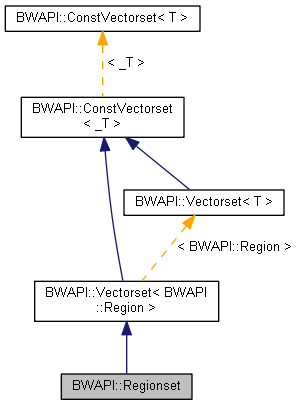 BWAPI::ConstVectorset< T >
< _T >
BWAPI::ConstVectorset
< _T >
BWAPI::Vectorset< T >
< BWAPI::Region >
BWAPI::Vectorset< BWAPI
::Region >
BWAPI::Regionset